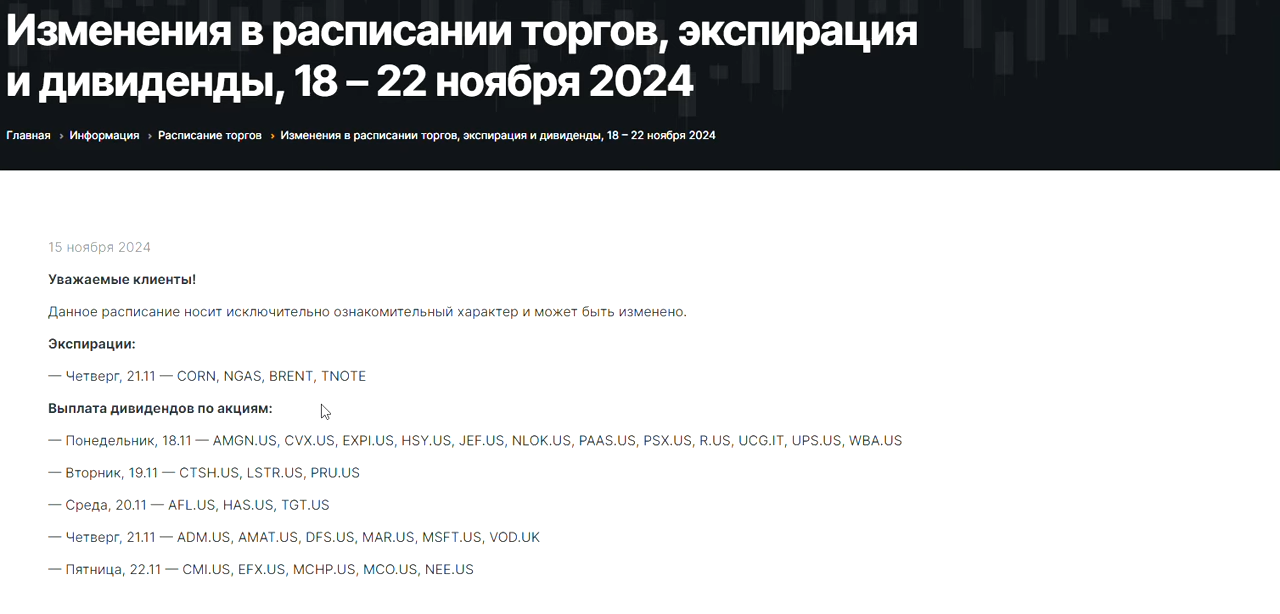 Изменения в расписании торгов, экспирация
и дивиденды, 18 – 22 ноября 2024
Главная › Информация › Расписание торгов › Изменения в расписании торгов, экспирация и дивиденды, 18 – 22 ноября 2024
15 ноября 2024
Уважаемые клиенты!
Данное расписание носит исключительно ознакомительный характер и может быть изменено.
Экспирации:
— Четверг, 21.11 — CORN, NGAS, BRENT, TNOTE
Выплата дивидендов по акциям:
— Понедельник, 18.11 — AMGN.US, CVX.US, EXPI.US, HSY.US, JEF.US, NLOK.US, PAAS.US, PSX.US, R.US, UCG.IT, UPS.US, WBA.US
— Вторник, 19.11 — CTSH.US, LSTR.US, PRU.US
— Среда, 20.11 — AFL.US, HAS.US, TGT.US
— Четверг, 21.11 — ADM.US, AMAT.US, DFS.US, MAR.US, MSFT.US, VOD.UK
— Пятница, 22.11 — CMI.US, EFX.US, MCHP.US, MCO.US, NEE.US